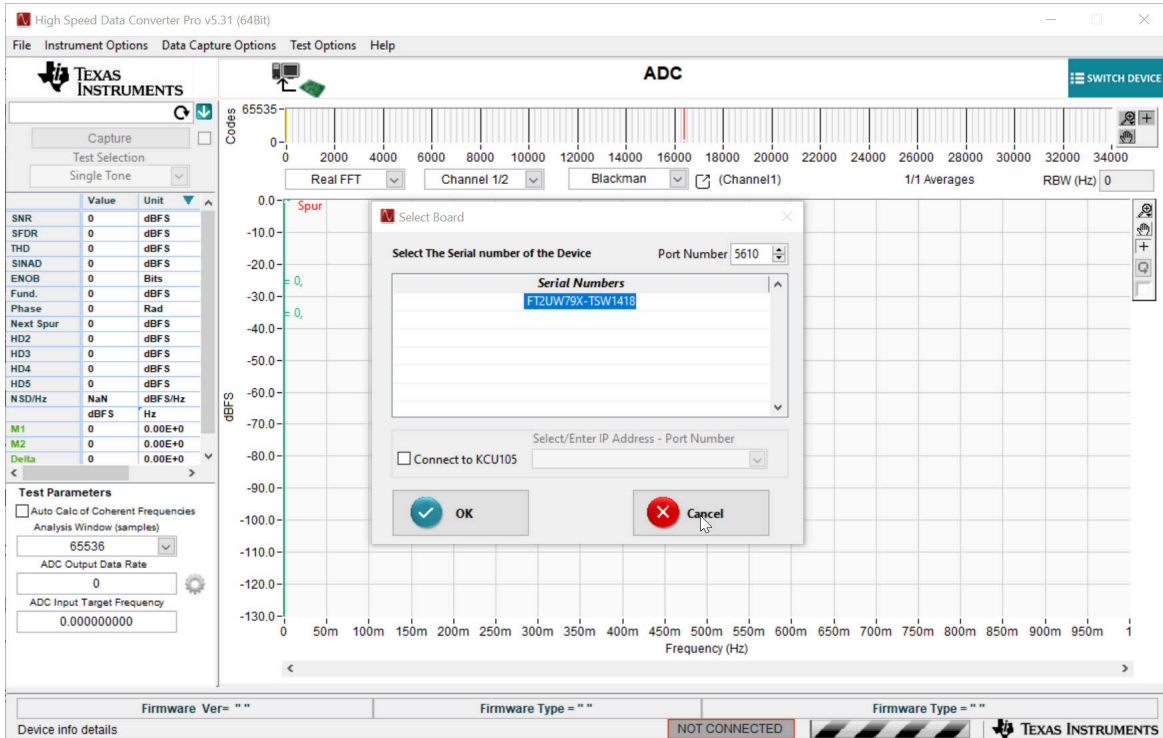 High Speed Data Converter Pro v5.31 (64Bit)
File Instrument Options Data Capture Options Test Options Help
TEXAS INSTRUMENTS
ADC
SWITCH DEVICE
Capture
Test Selection
Single Tone
Value Unit
SNR 0 dBFS
SFDR 0 dBFS
THD 0 dBFS
SINAD 0 dBFS
ENOB 0 Bits
Fund. 0 dBFS
Phase 0 Rad
Next Spur 0 dBFS
HD2 0 dBFS
HD3 0 dBFS
HD4 0 dBFS
HD5 0 dBFS
NSD/Hz NaN dBFS/Hz
dBFS Hz
M1 0 0.00E+0
M2 0 0.00E+0
Delta 0 0.00E+0
Test Parameters
Auto Calc of Coherent Frequencies
Analysis Window (samples)
65536
ADC Output Data Rate
0
ADC Input Target Frequency
0.000000000
Codes
65535
0
0 2000 4000 6000 8000 10000 12000 14000 16000 18000 20000 22000 24000 26000 28000 30000 32000 34000
Real FFT Channel 1/2 Blackman (Channel1) 1/1 Averages RBW (Hz) 0
dBFS
0.0
-10.0
-20.0
-30.0
-40.0
-50.0
-60.0
-70.0
-80.0
-90.0
-100.0
-110.0
-120.0
-130.0
Spur
= 0,
= 0,
Select Board
Select The Serial number of the Device Port Number 5610
Serial Numbers
FT2UW79X-TSW1418
Select/Enter IP Address - Port Number
Connect to KCU105
OK Cancel
0 50m 100m 150m 200m 250m 300m 350m 400m 450m 500m 550m 600m 650m 700m 750m 800m 850m 900m 950m 1
Frequency (Hz)
Firmware Ver= " " Firmware Type = " " Firmware Type = " "
Device info details NOT CONNECTED TEXAS INSTRUMENTS